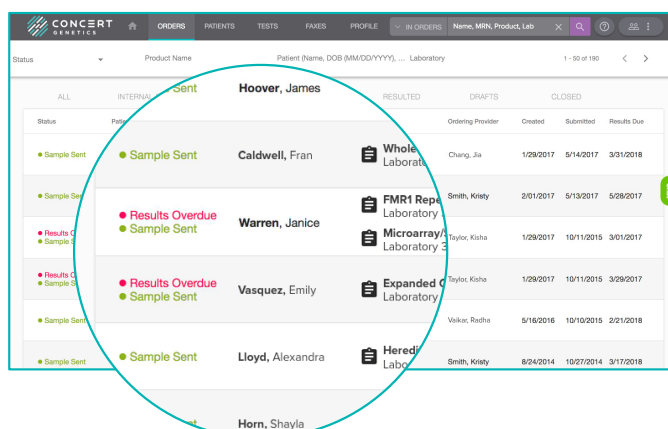 CONCERT
GENETICS
ORDERS PATIENTS TESTS FAXES PROFILE IN ORDERS Name, MRN, Product, Lab
Status Product Name Patient (Name, DOB (MM/DD/YYYY), ... Laboratory 1 - 50 of 190
ALL INTERNAL RESULTED DRAFTS CLOSED
Sent Hoover, James
Status Ordering Provider Created Submitted Results Due
Sample Sent Sample Sent Caldwell, Fran Whole Chang, Jia 1/29/2017 5/14/2017 3/31/2018
FMR1
Sample Laboratory Smith, Kristy 2/01/2017 5/13/2017 5/28/2017
Results Overdue Warren, Janice
Sample Sent Microarray/
Results Laboratory 3 Taylor, Kisha 1/29/2017 10/11/2015 3/01/2017
Sample
Results Results Overdue Vasquez, Emily Expanded Taylor, Kisha 1/29/2017 10/11/2015 3/29/2017
Sample Sample Sent Laboratory
Sample Sent Vaikar, Radha 5/16/2016 10/10/2015 2/21/2018
Sample Sent Sample Sent Lloyd, Alexandra Smith, Kristy 8/24/2014 10/27/2014 3/17/2018
Horn, Shayla